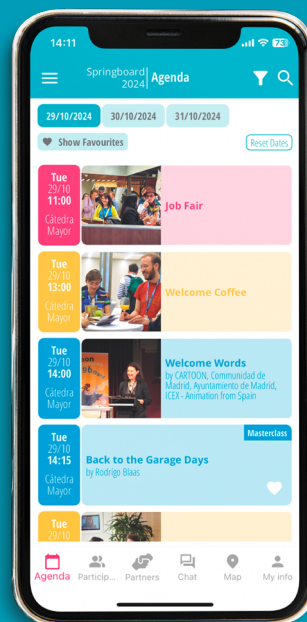 14:11
73
Springboard
2024
Agenda
29/10/2024
30/10/2024
31/10/2024
Show Favourites
Reset Dates
Tue
29/10
11:00
Cátedra
Mayor
Job Fair
Tue
29/10
13:00
Cátedra
Mayor
Welcome Coffee
Tue
29/10
14:00
Cátedra
Mayor
Welcome Words
by CARTOON, Comunidad de
Madrid, Ayuntamiento de Madrid,
ICEX - Animation from Spain
Masterclass
Tue
29/10
14:15
Cátedra
Mayor
Back to the Garage Days
by Rodrigo Blaas
Tue
29/10
Agenda
Particip...
Partners
Chat
Map
My info